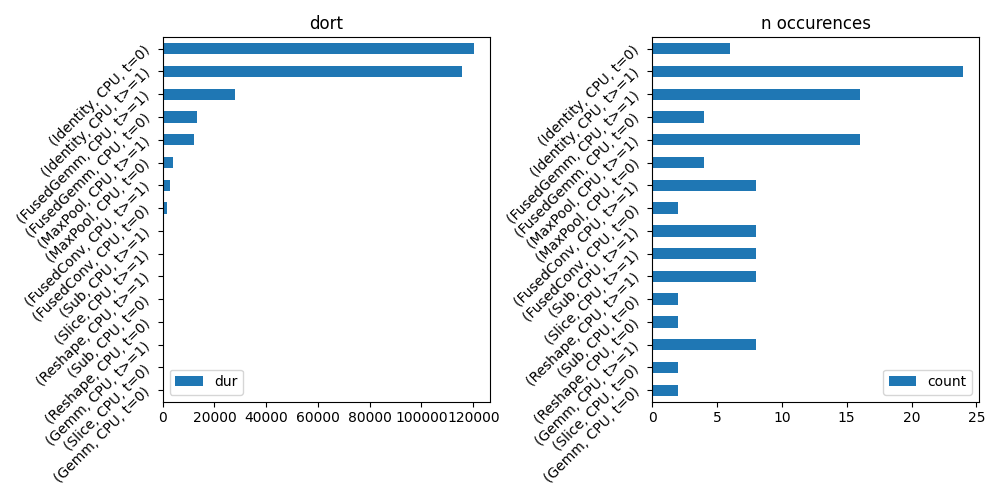 dort
(Identity, CPU, t=0)
(Identity, CPU, t>=1)
(FusedGemm, CPU, t>=1)
(FusedGemm, CPU, t=0)
(MaxPool, CPU, t>=1)
(MaxPool, CPU, t=0)
(FusedConv, CPU, t>=1)
(FusedConv, CPU, t=0)
(Sub, CPU, t>=1)
(Slice, CPU, t>=1)
(Reshape, CPU, t>=1)
(Sub, CPU, t=0)
(Reshape, CPU, t=0)
(Gemm, CPU, t>=1)
(Slice, CPU, t=0)
(Gemm, CPU, t=0)
dur
0 20000 40000 60000 80000 100000 120000
n occurences
(Identity, CPU, t=0)
(Identity, CPU, t>=1)
(FusedGemm, CPU, t>=1)
(FusedGemm, CPU, t=0)
(MaxPool, CPU, t>=1)
(MaxPool, CPU, t=0)
(FusedConv, CPU, t>=1)
(FusedConv, CPU, t=0)
(Sub, CPU, t>=1)
(Slice, CPU, t>=1)
(Reshape, CPU, t>=1)
(Sub, CPU, t=0)
(Reshape, CPU, t=0)
(Gemm, CPU, t>=1)
(Slice, CPU, t=0)
(Gemm, CPU, t=0)
count
0 5 10 15 20 25